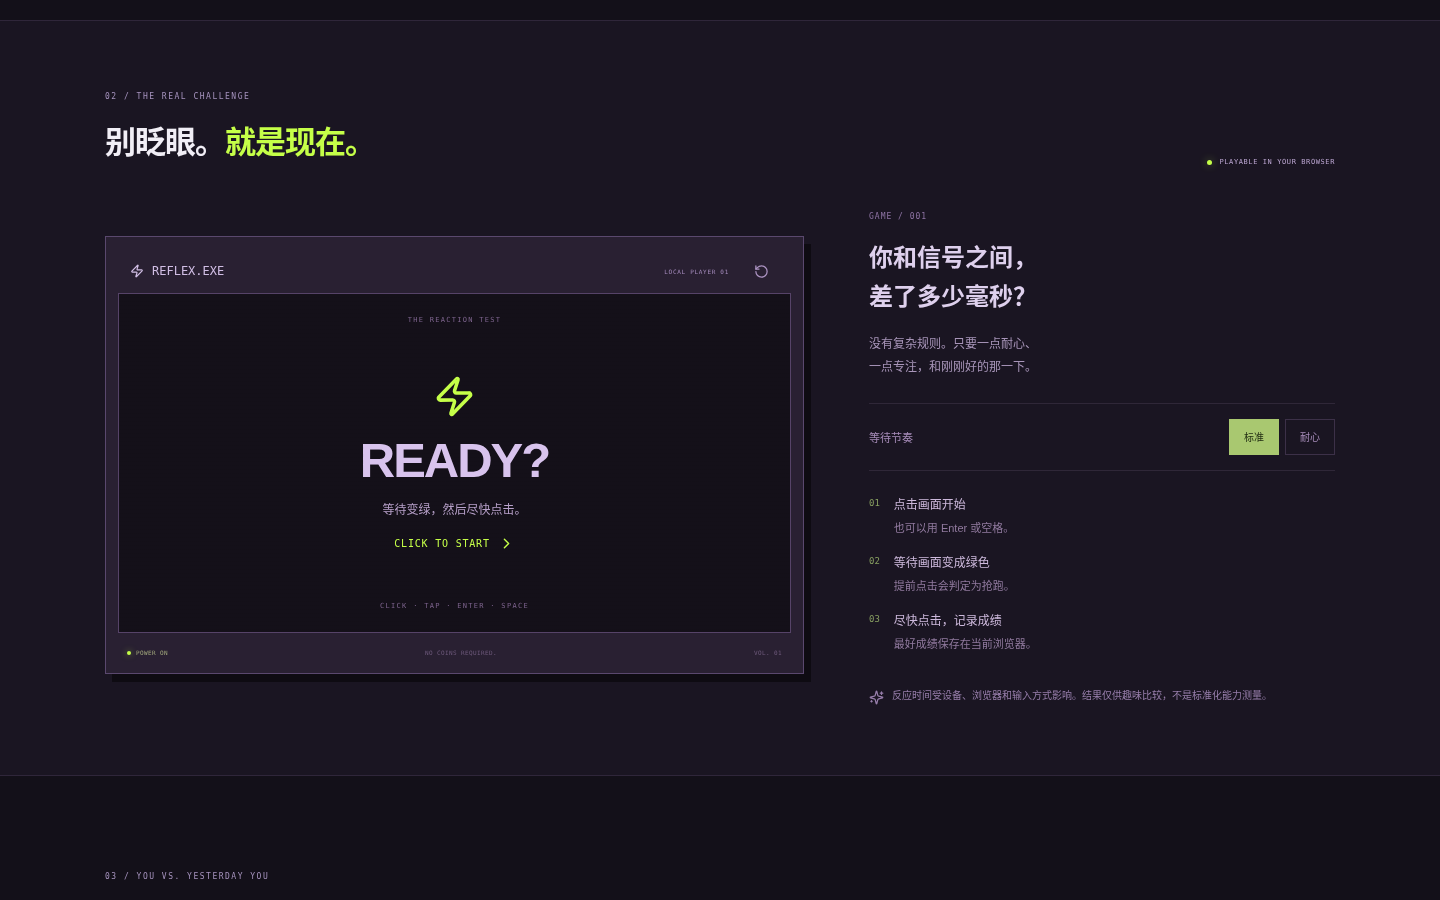 02 / THE REAL CHALLENGE
别眨眼。就是现在。
PLAYABLE IN YOUR BROWSER
REFLEX.EXE
LOCAL PLAYER 01
THE REACTION TEST
READY?
等待变绿，然后尽快点击。
CLICK TO START
CLICK · TAP · ENTER · SPACE
POWER ON
NO COINS REQUIRED.
VOL. 01
GAME / 001
你和信号之间，
差了多少毫秒？
没有复杂规则。只要一点耐心、
一点专注，和刚刚好的那一下。
等待节奏
标准
耐心
01 点击画面开始
也可以用 Enter 或空格。
02 等待画面变成绿色
提前点击会判定为抢跑。
03 尽快点击，记录成绩
最好成绩保存在当前浏览器。
反应时间受设备、浏览器和输入方式影响。结果仅供趣味比较，不是标准化能力测量。
03 / YOU VS. YESTERDAY YOU